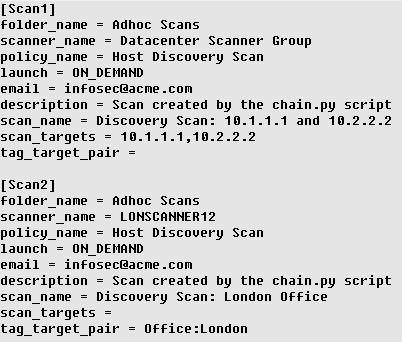 [Scan1]
folder_name = Adhoc Scans
scanner_name = Datacenter Scanner Group
policy_name = Host Discovery Scan
launch = ON_DEMAND
email = infosec@acme.com
description = Scan created by the chain.py script
scan_name = Discovery Scan: 10.1.1.1 and 10.2.2.2
scan_targets = 10.1.1.1,10.2.2.2
tag_target_pair =
[Scan2]
folder_name = Adhoc Scans
scanner_name = LONSCANNER12
policy_name = Host Discovery Scan
launch = ON_DEMAND
email = infosec@acme.com
description = Scan created by the chain.py script
scan_name = Discovery Scan: London Office
scan_targets =
tag_target_pair = Office:London